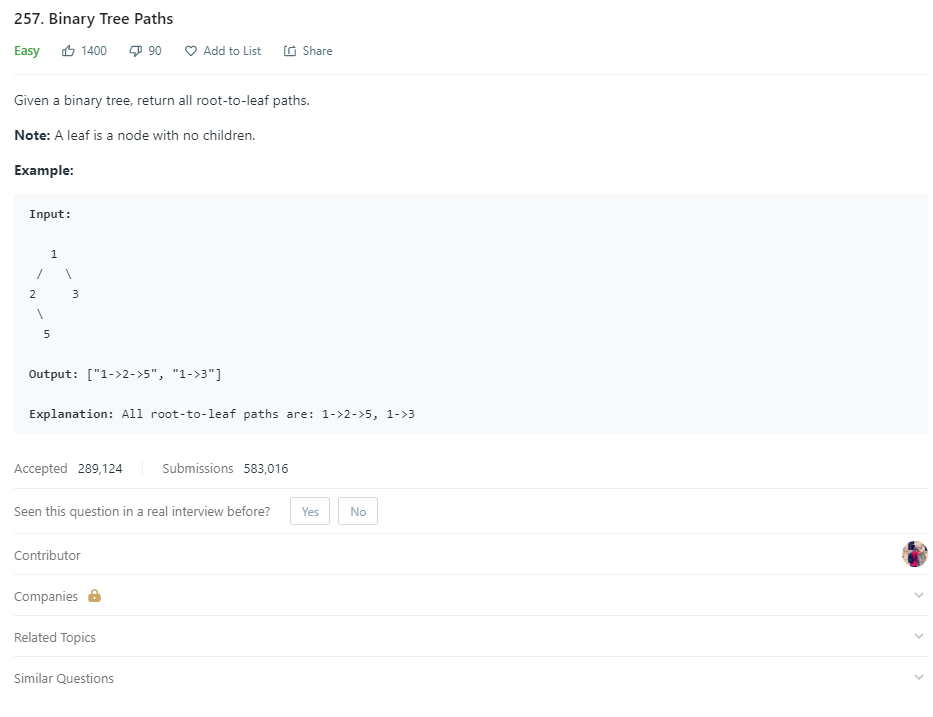 257. Binary Tree Paths
Easy 1400 90 Add to List Share
Given a binary tree, return all root-to-leaf paths.
Note: A leaf is a node with no children.
Example:
Input:
1
/ \
2 3
\
5
Output: ["1->2->5", "1->3"]
Explanation: All root-to-leaf paths are: 1->2->5, 1->3
Accepted 289,124 Submissions 583,016
Seen this question in a real interview before? Yes No
Contributor
Companies
Related Topics
Similar Questions